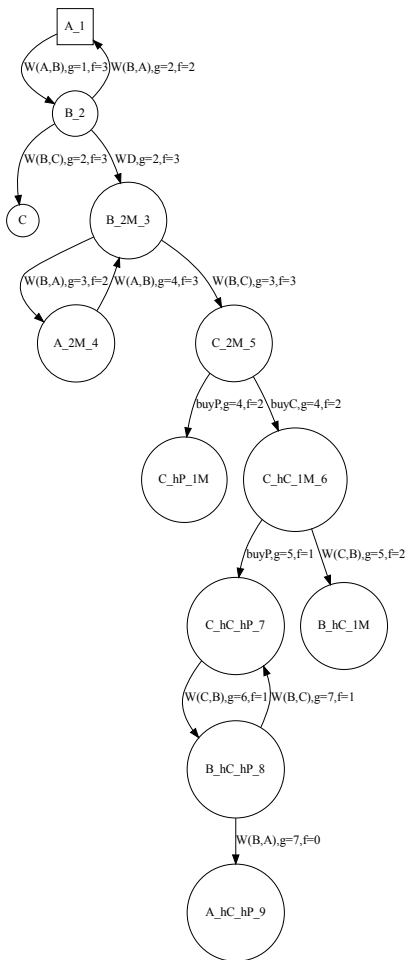 A_1
W(A,B),g=1,f=3
W(B,A),g=2,f=2
B_2
W(B,C),g=2,f=3
WD,g=2,f=3
C
B_2M_3
W(B,A),g=3,f=2
W(A,B),g=4,f=3
W(B,C),g=3,f=3
A_2M_4
C_2M_5
buyP,g=4,f=2
buyC,g=4,f=2
C_hP_1M
C_hC_1M_6
buyP,g=5,f=1
W(C,B),g=5,f=2
C_hC_hP_7
B_hC_1M
W(C,B),g=6,f=1
W(B,C),g=7,f=1
B_hC_hP_8
W(B,A),g=7,f=0
A_hC_hP_9